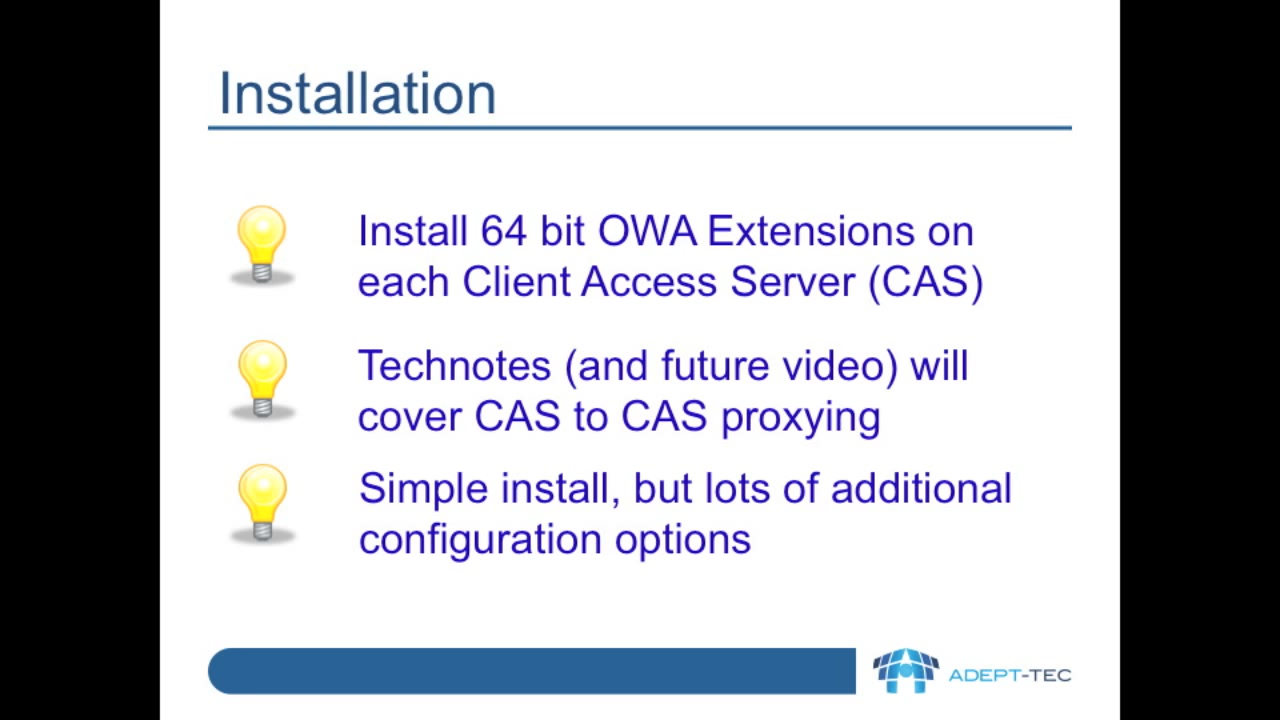 Installation
Install 64 bit OWA Extensions on
each Client Access Server (CAS)
Technotes (and future video) will
cover CAS to CAS proxying
Simple install, but lots of additional
configuration options
ADEPT-TEC